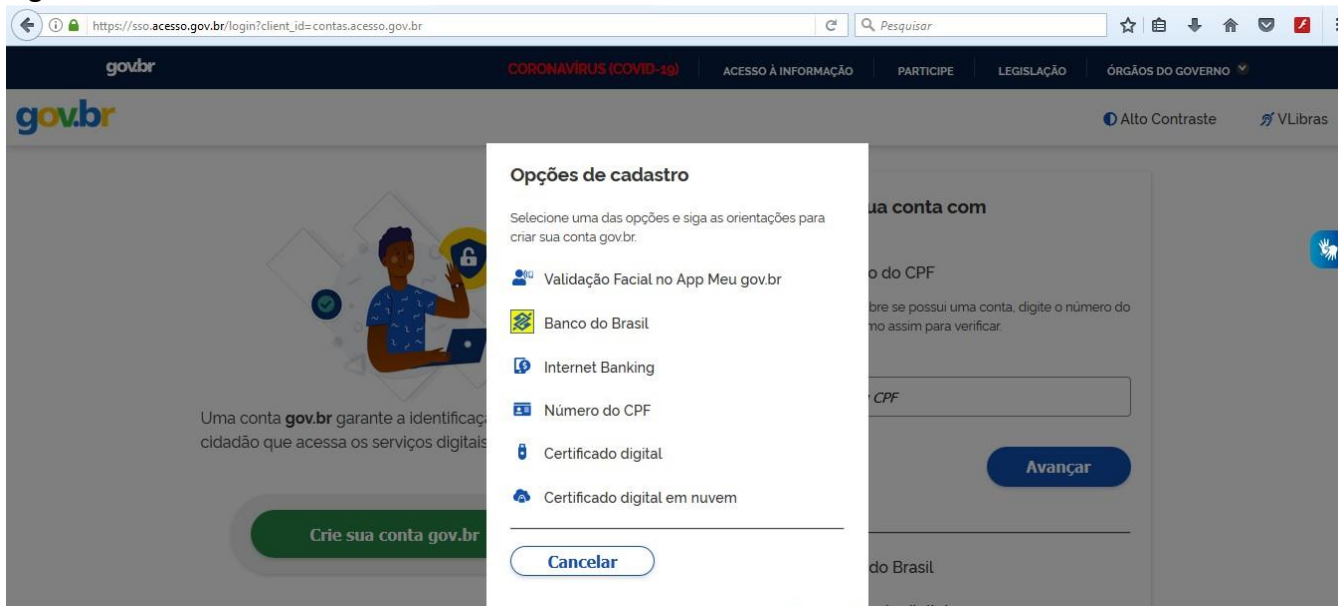 https://sso.acesso.gov.br/login?client_id=contas.acesso.gov.br
Pesquisar
govbr
CORONAVÍRUS (COVID-19)
ACESSO À INFORMAÇÃO
PARTICIPE
LEGISLAÇÃO
ÓRGÃOS DO GOVERNO
gov.br
Alto Contraste
VLibras
Opções de cadastro
Selecione uma das opções e siga as orientações para
criar sua conta gov.br.
Validação Facial no App Meu gov.br
Banco do Brasil
Internet Banking
Número do CPF
Certificado digital
Certificado digital em nuvem
Cancelar
Uma conta gov.br garante a identificaç
cidadão que acessa os serviços digitais
Crie sua conta gov.br
ua conta com
o do CPF
bre se possui uma conta, digite o número do
mo assim para verificar.
CPF
Avançar
do Brasil